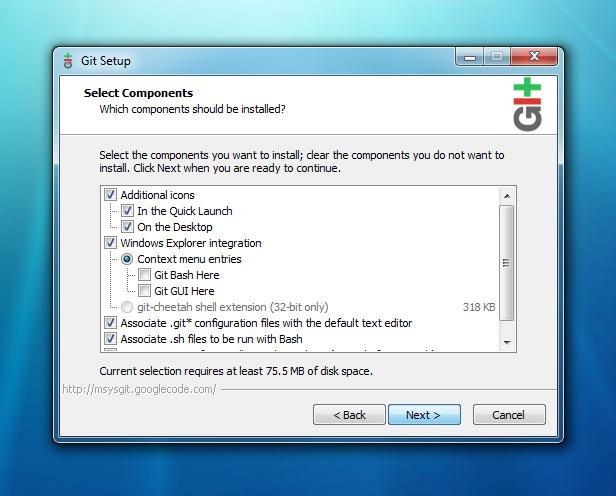 Git Setup
Select Components
Which components should be installed?
Git
Select the components you want to install; clear the components you do not want to
install. Click Next when you are ready to continue.
Additional icons
In the Quick Launch
On the Desktop
Windows Explorer integration
Context menu entries
Git Bash Here
Git GUI Here
git-cheetah shell extension (32-bit only) 318 KB
Associate .git* configuration files with the default text editor
Associate .sh files to be run with Bash
Current selection requires at least 75.5 MB of disk space.
http://msysgit.googlecode.com/
< Back Next > Cancel